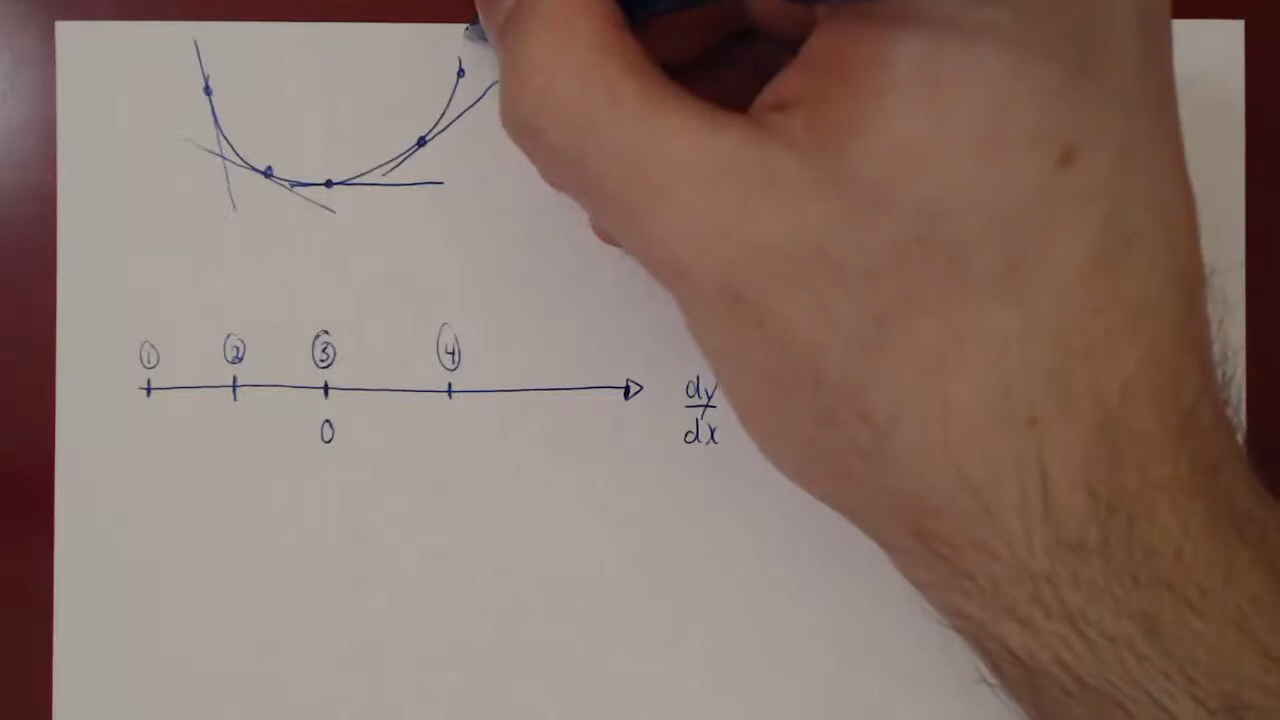 ① ② ③ ④
0
dy
dx